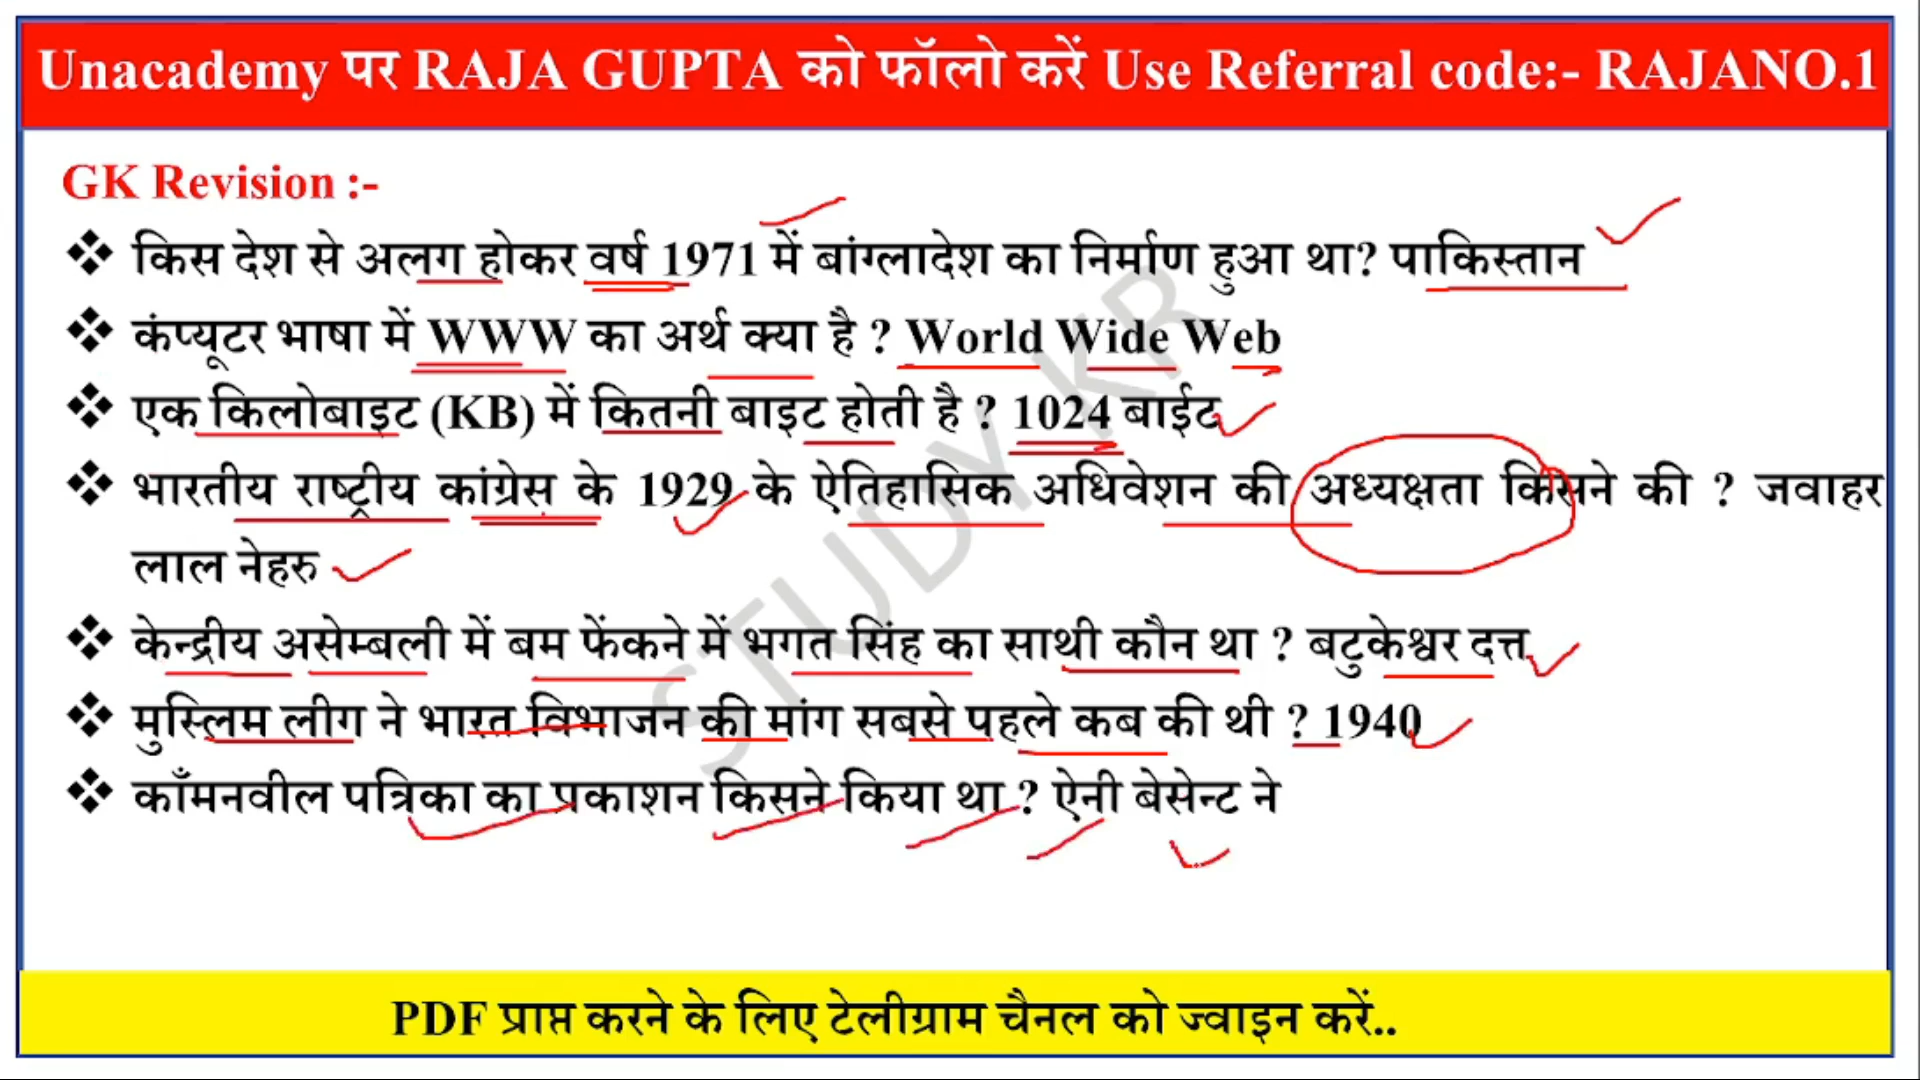 Unacademy पर RAJA GUPTA को फॉलो करें Use Referral code:- RAJANO.1
GK Revision :-
❖ किस देश से अलग होकर वर्ष 1971 में बांग्लादेश का निर्माण हुआ था? पाकिस्तान
❖ कंप्यूटर भाषा में WWW का अर्थ क्या है ? World Wide Web
❖ एक किलोबाइट (KB) में कितनी बाइट होती है ? 1024 बाईट
❖ भारतीय राष्ट्रीय कांग्रेस के 1929 के ऐतिहासिक अधिवेशन की अध्यक्षता किसने की ? जवाहर
लाल नेहरु
❖ केन्द्रीय असेम्बली में बम फेंकने में भगत सिंह का साथी कौन था ? बटुकेश्वर दत्त
❖ मुस्लिम लीग ने भारत विभाजन की मांग सबसे पहले कब की थी ? 1940
❖ काँमनवील पत्रिका का प्रकाशन किसने किया था ? ऐनी बेसेन्ट ने
STUDY KR
PDF प्राप्त करने के लिए टेलीग्राम चैनल को ज्वाइन करें..